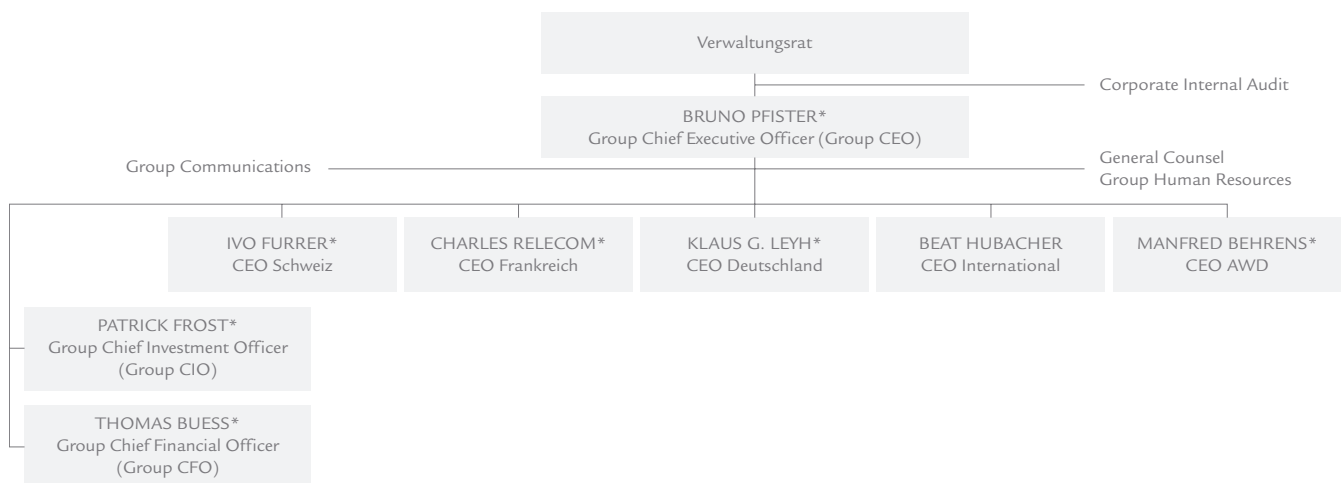 Verwaltungsrat
Corporate Internal Audit
BRUNO PFISTER*
Group Chief Executive Officer (Group CEO)
Group Communications
General Counsel
Group Human Resources
IVO FURRER*
CEO Schweiz
CHARLES RELECOM*
CEO Frankreich
KLAUS G. LEYH*
CEO Deutschland
BEAT HUBACHER
CEO International
MANFRED BEHRENS*
CEO AWD
PATRICK FROST*
Group Chief Investment Officer
(Group CIO)
THOMAS BUESS*
Group Chief Financial Officer
(Group CFO)